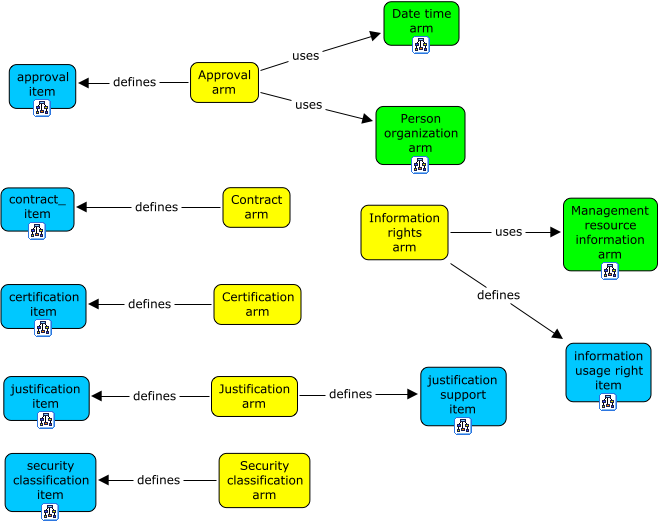 Date time
arm
uses
approval
item
defines
Approval
arm
uses
Person
organization
arm
contract_
item
defines
Contract
arm
Information
rights
arm
uses
Management
resource
information
arm
certification
item
defines
Certification
arm
defines
information
usage right
item
justification
item
defines
Justification
arm
defines
justification
support
item
security
classification
item
defines
Security
classification
arm